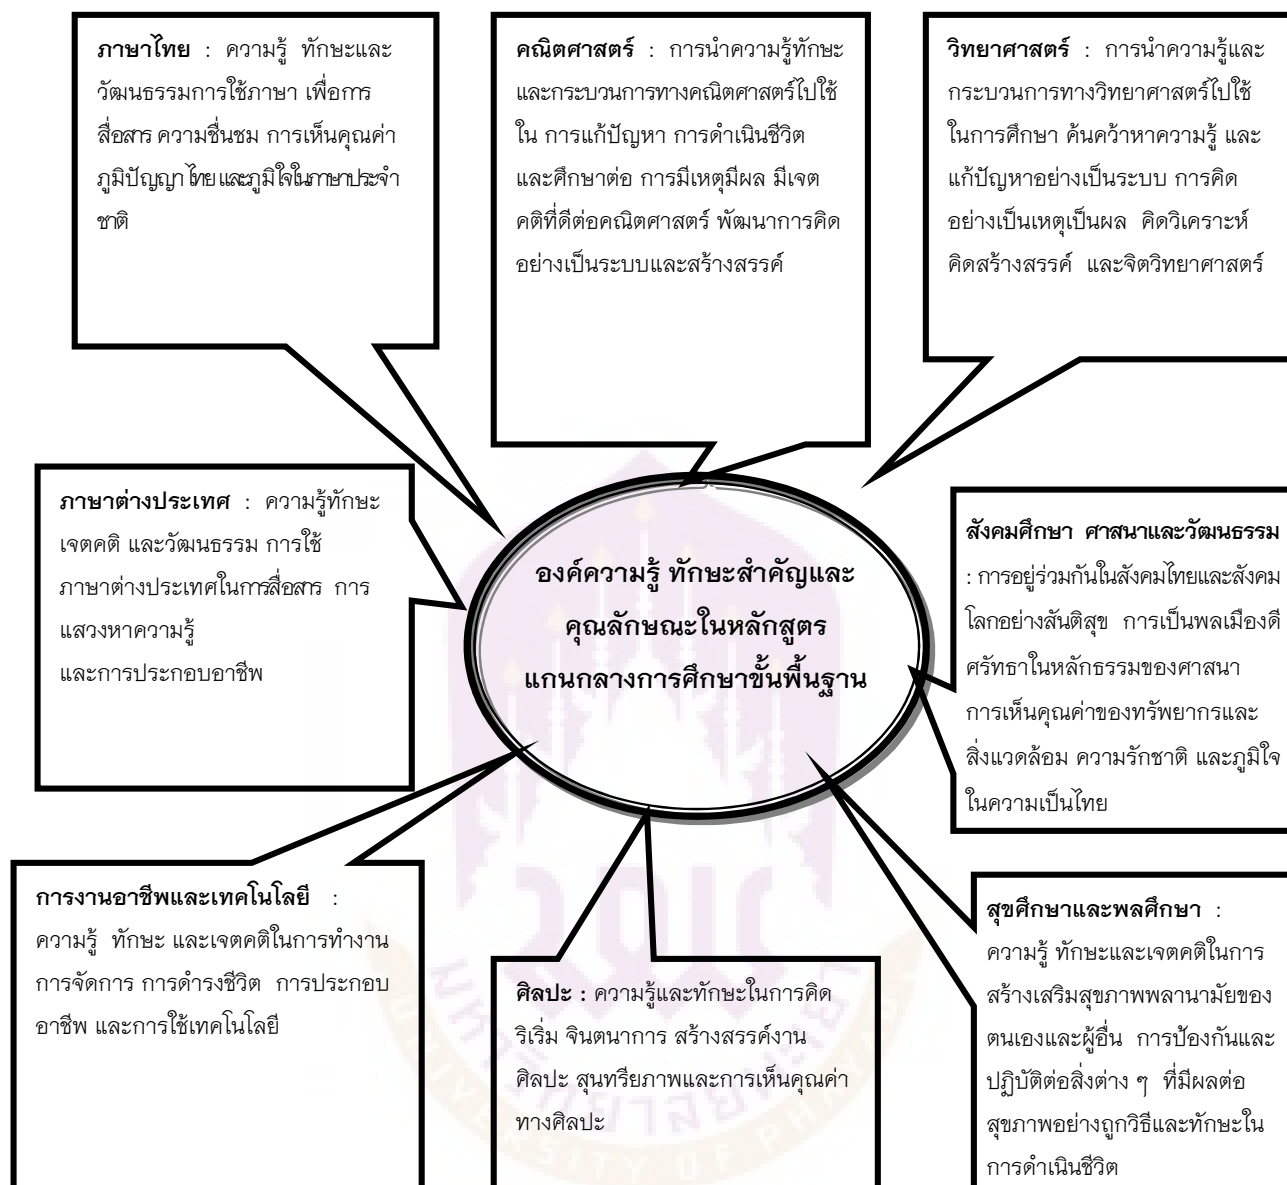 ภาษาไทย : ความรู้ ทักษะและ
วัฒนธรรมการใช้ภาษา เพื่อการ
สื่อสาร ความชื่นชม การเห็นคุณค่า
ภูมิปัญญา ไทย และภูมิใจในภาษาประจำ
ชาติ
คณิตศาสตร์ : การนำความรู้ทักษะ
และกระบวนการทางคณิตศาสตร์ไปใช้
ใน การแก้ปัญหา การดำเนินชีวิต
และศึกษาต่อ การมีเหตุมีผล มีเจต
คติที่ดีต่อคณิตศาสตร์ พัฒนาการคิด
อย่างเป็นระบบและสร้างสรรค์
วิทยาศาสตร์ : การนำความรู้และ
กระบวนการทางวิทยาศาสตร์ไปใช้
ในการศึกษา ค้นคว้าหาความรู้ และ
แก้ปัญหาอย่างเป็นระบบ การคิด
อย่างเป็นเหตุเป็นผล คิดวิเคราะห์
คิดสร้างสรรค์ และจิตวิทยาศาสตร์
ภาษาต่างประเทศ : ความรู้ทักษะ
เจตคติ และวัฒนธรรม การใช้
ภาษาต่างประเทศในการสื่อสาร การ
แสวงหาความรู้
และการประกอบอาชีพ
องค์ความรู้ ทักษะสำคัญและ
คุณลักษณะในหลักสูตร
แกนกลางการศึกษาขั้นพื้นฐาน
สังคมศึกษา ศาสนาและวัฒนธรรม
: การอยู่ร่วมกันในสังคมไทยและสังคม
โลกอย่างสันติสุข การเป็นพลเมืองดี
ศรัทธาในหลักธรรมของศาสนา
การเห็นคุณค่าของทรัพยากรและ
สิ่งแวดล้อม ความรักชาติ และภูมิใจ
ในความเป็นไทย
การงานอาชีพและเทคโนโลยี :
ความรู้ ทักษะ และเจตคติในการทำงาน
การจัดการ การดำรงชีวิต การประกอบ
อาชีพ และการใช้เทคโนโลยี
ศิลปะ : ความรู้และทักษะในการคิด
ริเริ่ม จินตนาการ สร้างสรรค์งาน
ศิลปะ สุนทรียภาพและการเห็นคุณค่า
ทางศิลปะ
สุขศึกษาและพลศึกษา :
ความรู้ ทักษะและเจตคติในการ
สร้างเสริมสุขภาพพลานามัยของ
ตนเองและผู้อื่น การป้องกันและ
ปฏิบัติต่อสิ่งต่าง ๆ ที่มีผลต่อ
สุขภาพอย่างถูกวิธีและทักษะใน
การดำเนินชีวิต
2010
มหาวิทยาลัยพะเยา